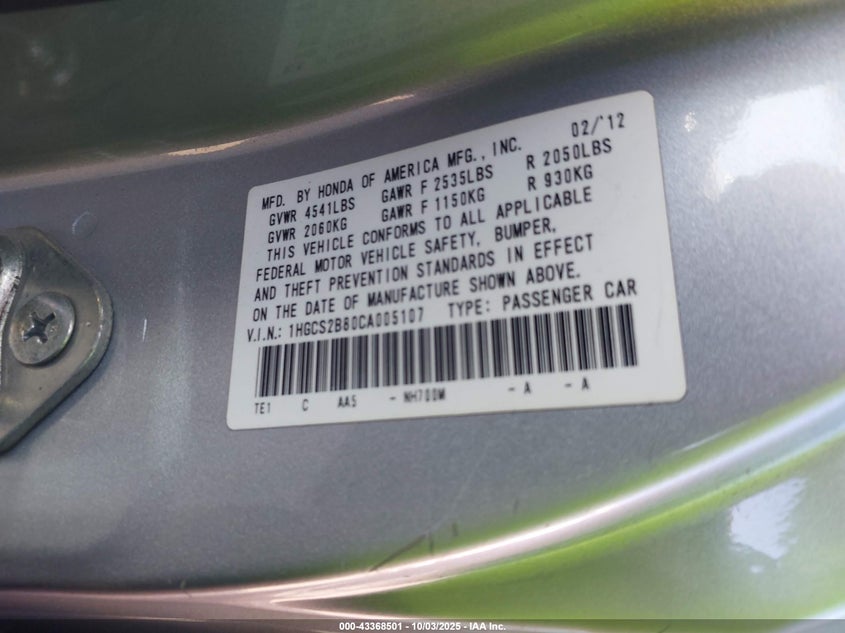 MFD. BY HONDA OF AMERICA MFG., INC. 02/'12
GVWR 4541LBS GAWR F 2535LBS R 2050LBS
GVWR 2060KG GAWR F 1150KG R 930KG
THIS VEHICLE CONFORMS TO ALL APPLICABLE
FEDERAL MOTOR VEHICLE SAFETY, BUMPER,
AND THEFT PREVENTION STANDARDS IN EFFECT
ON THE DATE OF MANUFACTURE SHOWN ABOVE.
V.I.N.: 1HGCS2B60CA005107 TYPE: PASSENGER CAR
TE1 C AA5 - NH700M - A - A
000-43368501 - 10/03/2025 - IAA Inc.